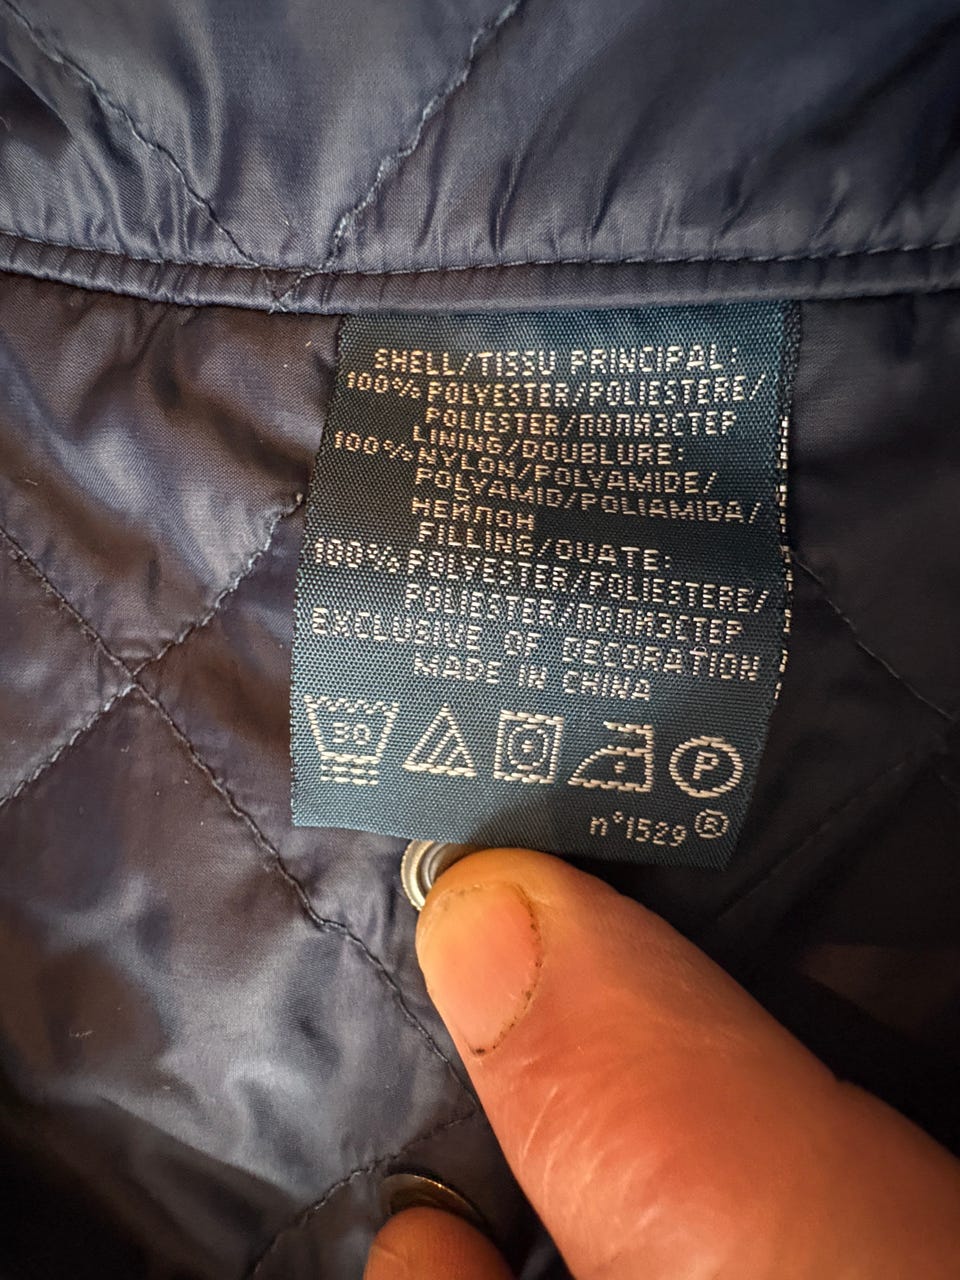 SHELL/TISSU PRINCIPAL:
100% POLYESTER/POLIESTERE/
POLIESTER/ПОЛИЭСТЕР
LINING/DOUBLURE:
100% NYLON/POLYAMIDE/
POLYAMID/POLIAMIDA/
НЕЙЛОН
FILLING/OUATE:
100% POLYESTER/POLIESTERE/
POLIESTER/ПОЛИЭСТЕР
EXCLUSIVE OF DECORATION
MADE IN CHINA
30
P
n°1529 ®